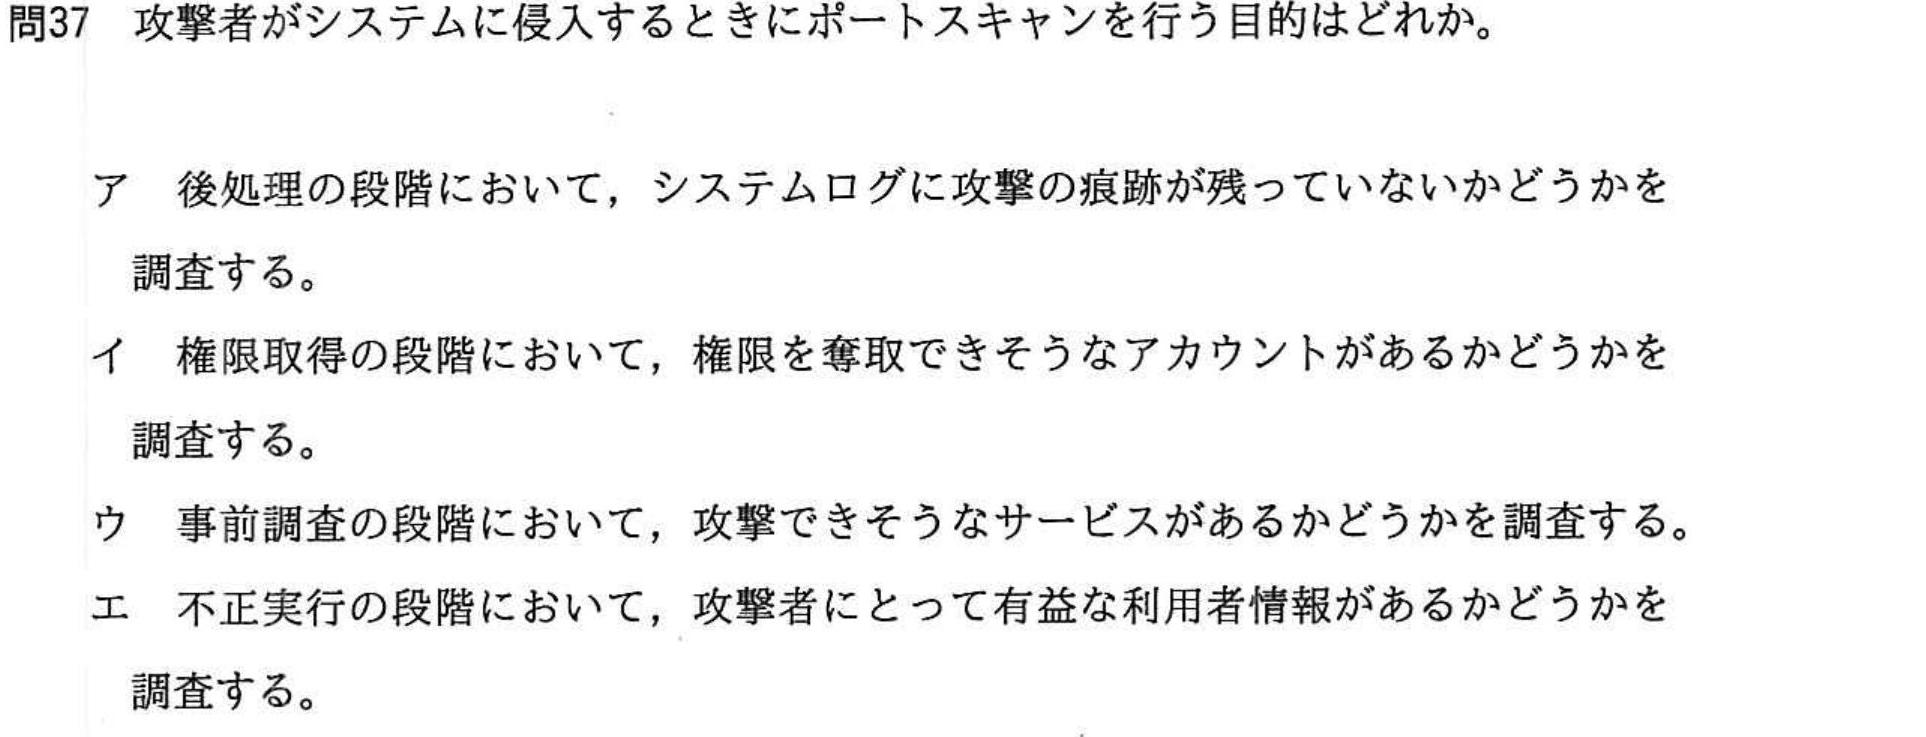 問37 攻撃者がシステムに侵入するときにポートスキャンを行う目的はどれか。
ア 後処理の段階において，システムログに攻撃の痕跡が残っていないかどうかを
調査する。
イ 権限取得の段階において，権限を奪取できそうなアカウントがあるかどうかを
調査する。
ウ 事前調査の段階において，攻撃できそうなサービスがあるかどうかを調査する。
エ 不正実行の段階において，攻撃者にとって有益な利用者情報があるかどうかを
調査する。